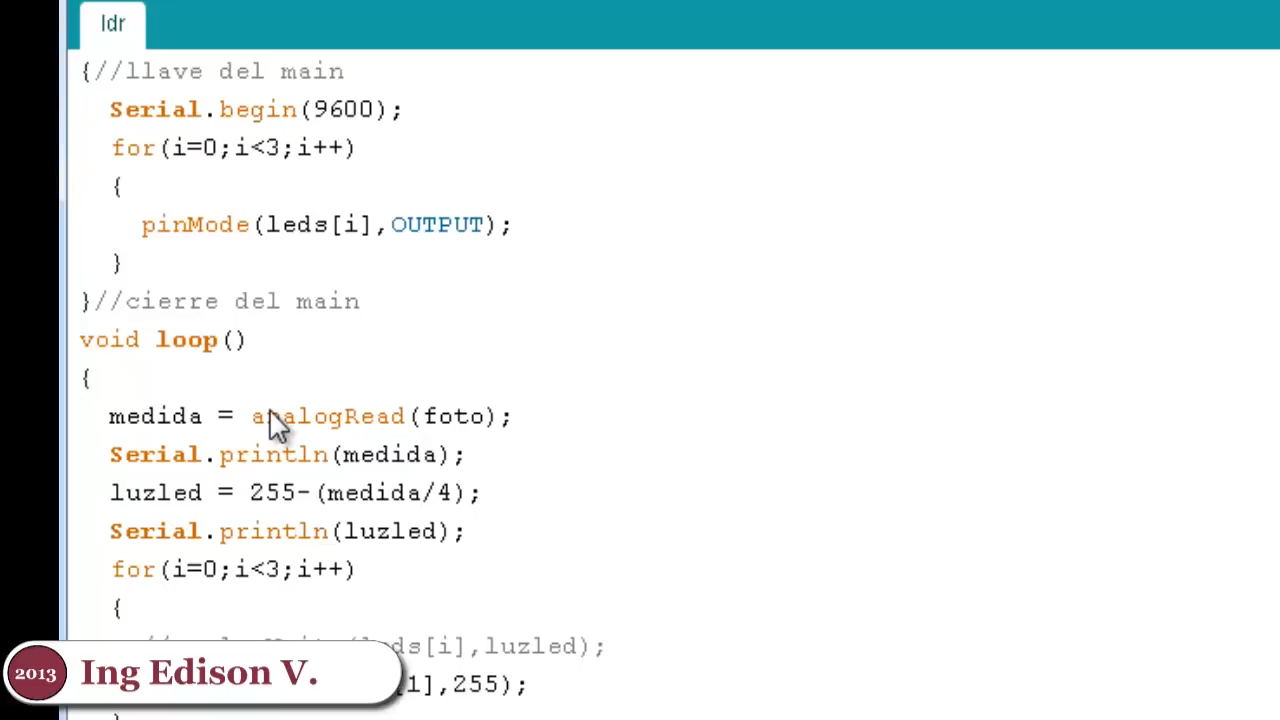 ldr
{//llave del main
Serial.begin(9600);
for(i=0;i<3;i++)
{
pinMode(leds[i],OUTPUT);
}
}//cierre del main
void loop()
{
medida = analogRead(foto);
Serial.println(medida);
luzled = 255-(medida/4);
Serial.println(luzled);
for(i=0;i<3;i++)
{
[i],luzled);
],255);
2013 Ing Edison V.